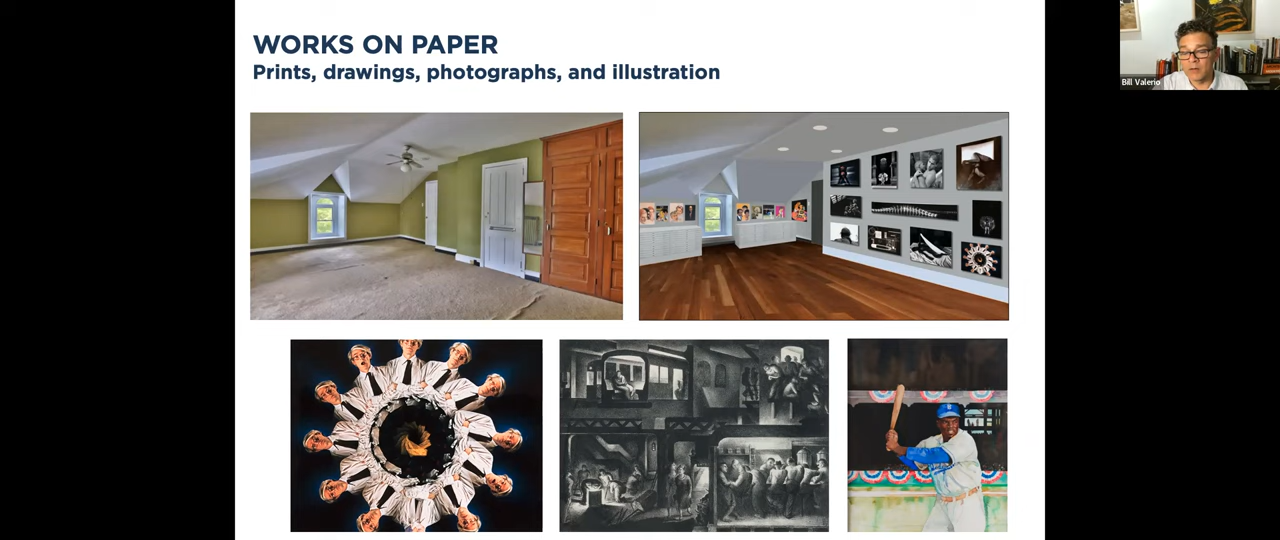 WORKS ON PAPER
Prints, drawings, photographs, and illustration
Bill Valerio